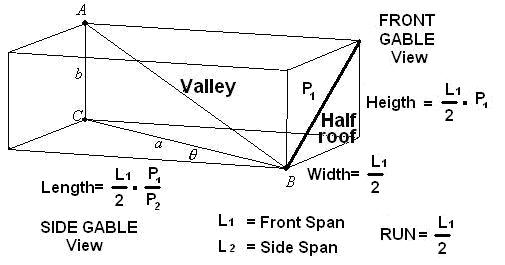 A
FRONT
GABLE
View
b
Valley
P1
Heigth = L1/2 · P1
C
Half
roof
a
θ
B
Width= L1/2
Length= L1/2 · P1/P2
SIDE GABLE
View
L1 = Front Span
L2 = Side Span
RUN= L1/2